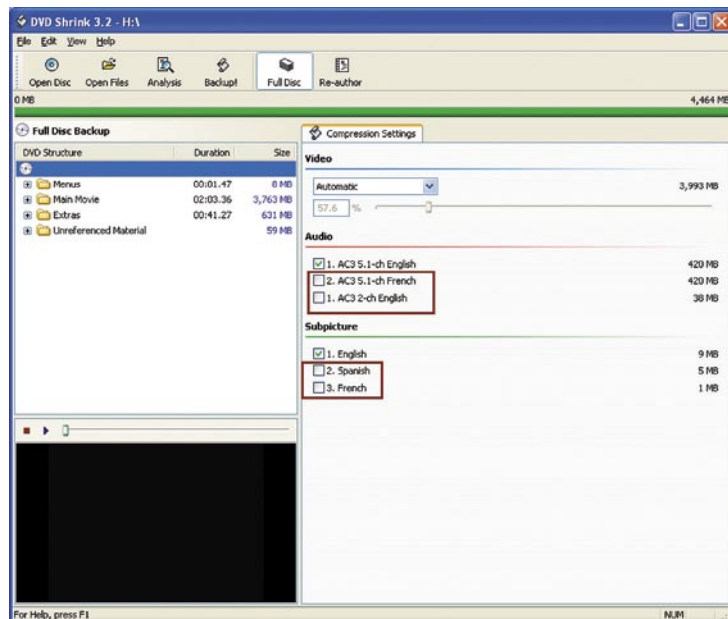 DVD Shrink 3.2 - H:\
File Edit View Help
Open Disc Open Files Analysis Backup! Full Disc Re-author
0 MB 4,464 MB
Full Disc Backup
DVD Structure Duration Size
Menus 00:01.47 8 MB
Main Movie 02:03.36 3,763 MB
Extras 00:41.27 631 MB
Unreferenced Material 59 MB
Compression Settings
Video
Automatic 3,993 MB
57.6 %
Audio
1. AC3 5.1-ch English 420 MB
2. AC3 5.1-ch French 420 MB
1. AC3 2-ch English 38 MB
Subpicture
1. English 9 MB
2. Spanish 5 MB
3. French 1 MB
For Help, press F1 NUM